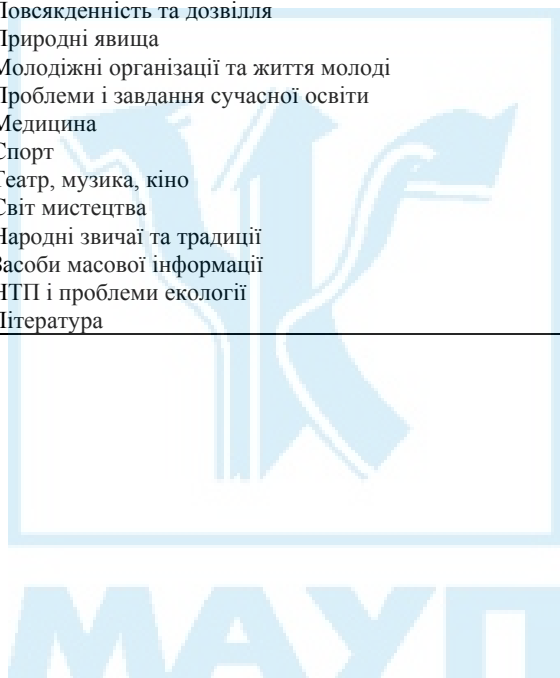 Повсякденність та дозвілля
Природні явища
Молодіжні організації та життя молоді
Проблеми і завдання сучасної освіти
Медицина
Спорт
Театр, музика, кіно
Світ мистецтва
Народні звичаї та традиції
Засоби масової інформації
НТП і проблеми екології
Література
МАУП